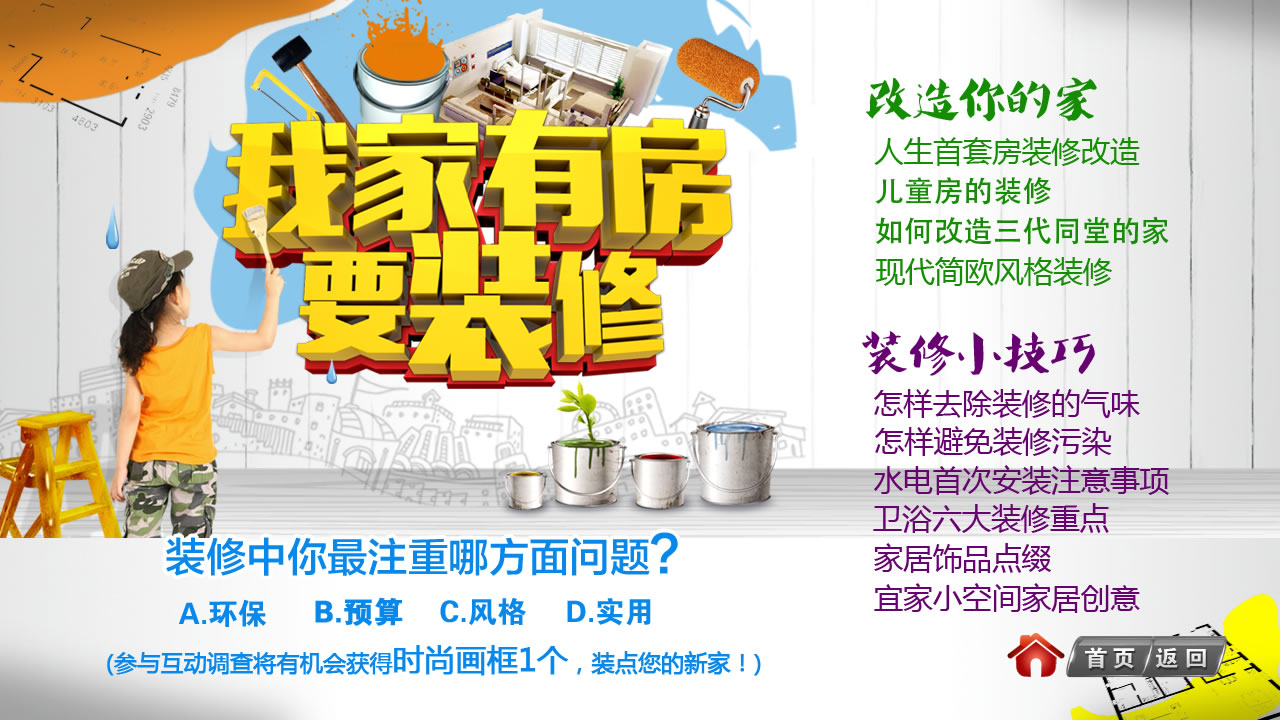 我家有房
要装修
改造你的家
人生首套房装修改造
儿童房的装修
如何改造三代同堂的家
现代简欧风格装修
装修小技巧
怎样去除装修的气味
怎样避免装修污染
水电首次安装注意事项
卫浴六大装修重点
家居饰品点缀
宜家小空间家居创意
装修中你最注重哪方面问题?
A.环保 B.预算 C.风格 D.实用
(参与互动调查将有机会获得时尚画框1个，装点您的新家！)
首页 返回
4803
2903
8479